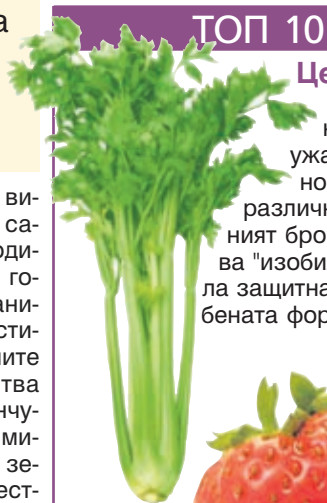 а
ви-
са-
оди-
го-
ани-
сти-
ите
тва
нчу-
ми-
зе-
ест-
ТОП 10
Це
ужа
но
различн
ният бро
ва "изоби
ла защитна
бената фор